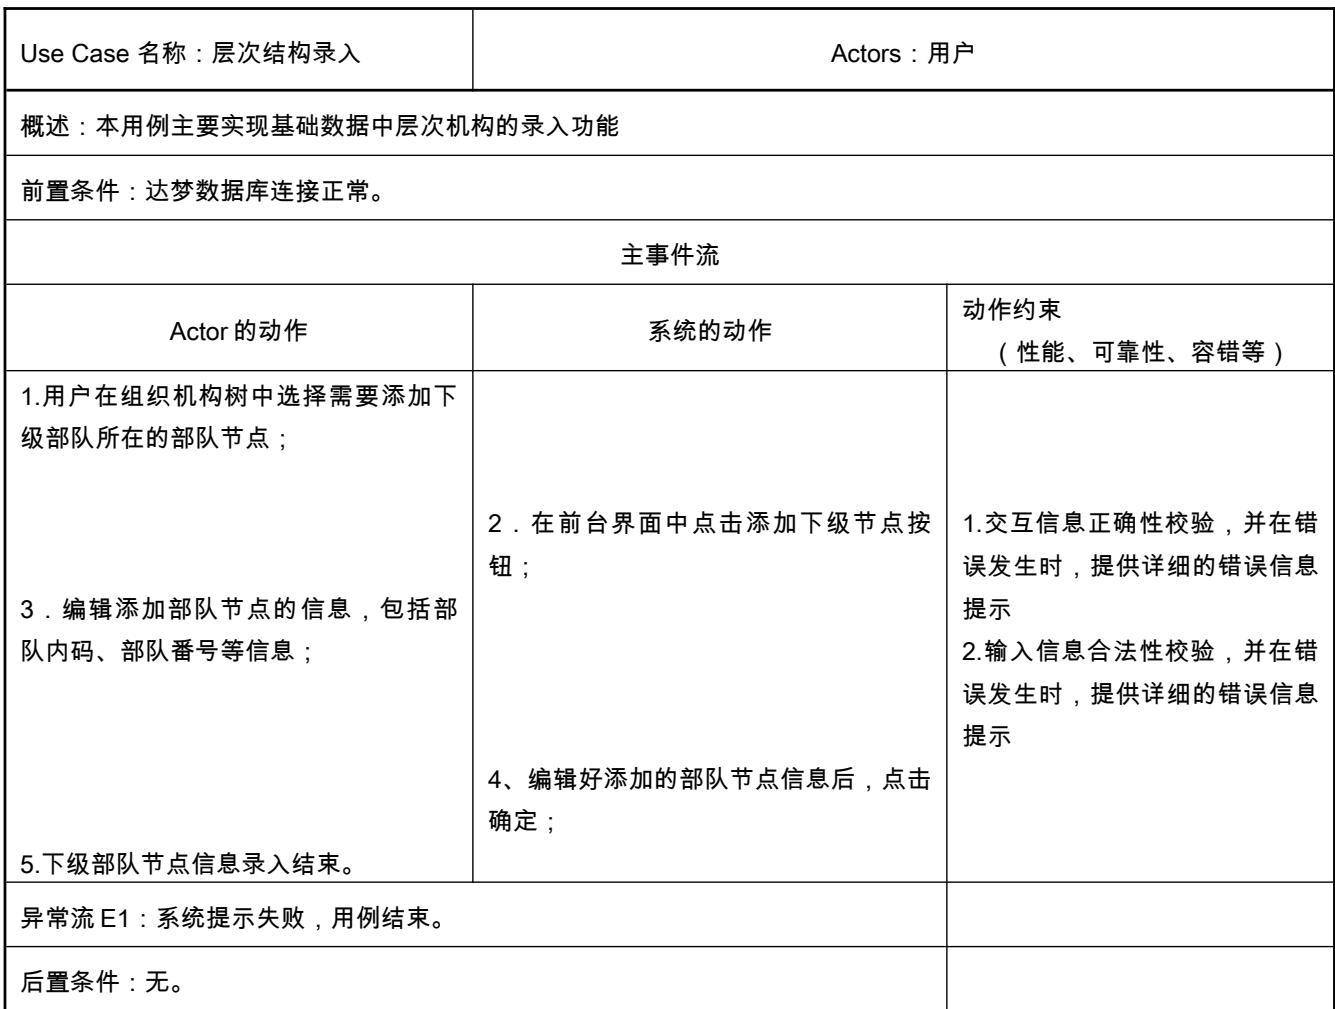 Use Case 名称：层次结构录入
Actors：用户
概述：本用例主要实现基础数据中层次机构的录入功能
前置条件：达梦数据库连接正常。
主事件流
Actor 的动作
系统的动作
动作约束
（性能、可靠性、容错等）
1.用户在组织机构树中选择需要添加下
级部队所在的部队节点；
3．编辑添加部队节点的信息，包括部
队内码、部队番号等信息；
5.下级部队节点信息录入结束。
2．在前台界面中点击添加下级节点按
钮；
4、编辑好添加的部队节点信息后，点击
确定；
1.交互信息正确性校验，并在错
误发生时，提供详细的错误信息
提示
2.输入信息合法性校验，并在错
误发生时，提供详细的错误信息
提示
异常流 E1：系统提示失败，用例结束。
后置条件：无。